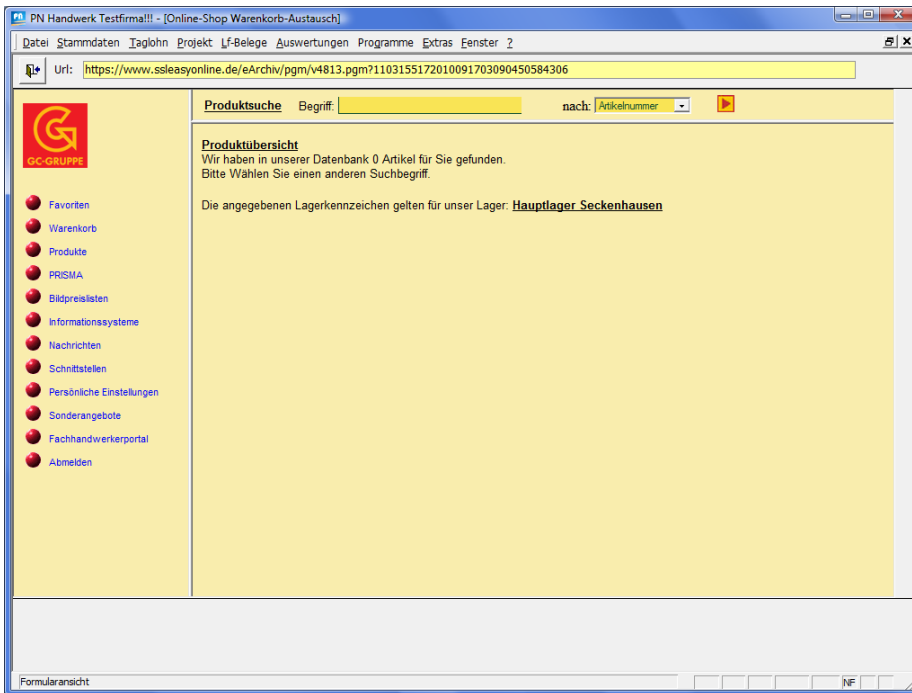 PN Handwerk Testfirma!!! - [Online-Shop Warenkorb-Austausch]
Datei Stammdaten Taglohn Projekt Lf-Belege Auswertungen Programme Extras Fenster ?
Url: https://www.ssleasyonline.de/eArchiv/pgm/v4813.pgm?1103155172010091703090450584306
GC-GRUPPE
Produktsuche Begriff: nach: Artikelnummer
Produktübersicht
Wir haben in unserer Datenbank 0 Artikel für Sie gefunden.
Bitte Wählen Sie einen anderen Suchbegriff.
Die angegebenen Lagerkennzeichen gelten für unser Lager: Hauptlager Seckenhausen
Favoriten
Warenkorb
Produkte
PRISMA
Bildpreislisten
Informationssysteme
Nachrichten
Schnittstellen
Persönliche Einstellungen
Sonderangebote
Fachhandwerkerportal
Abmelden
Formularansicht NF